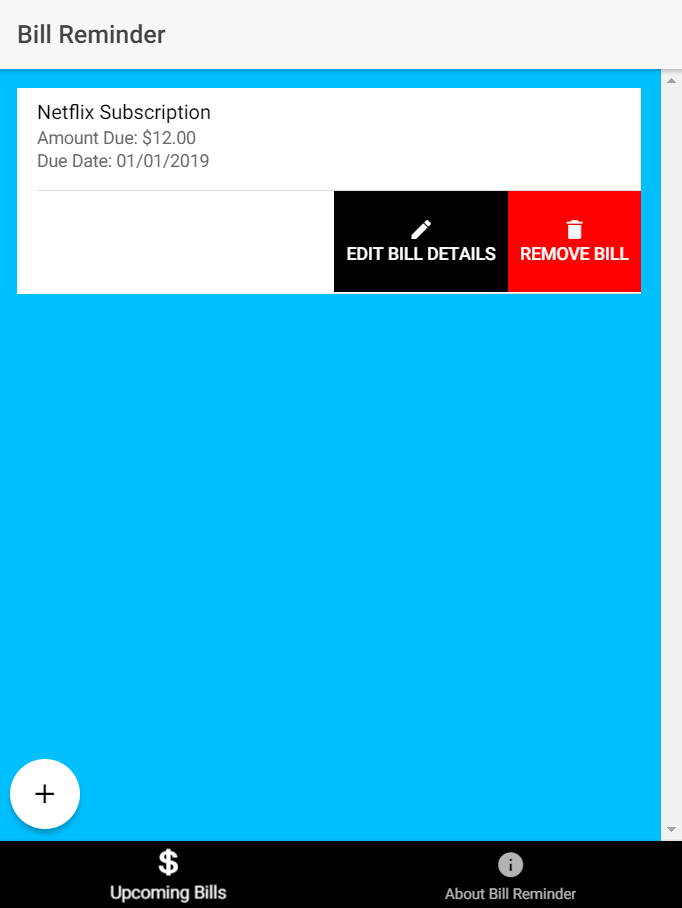 Bill Reminder
Netflix Subscription
Amount Due: $12.00
Due Date: 01/01/2019
EDIT BILL DETAILS
REMOVE BILL
+
$
Upcoming Bills
About Bill Reminder